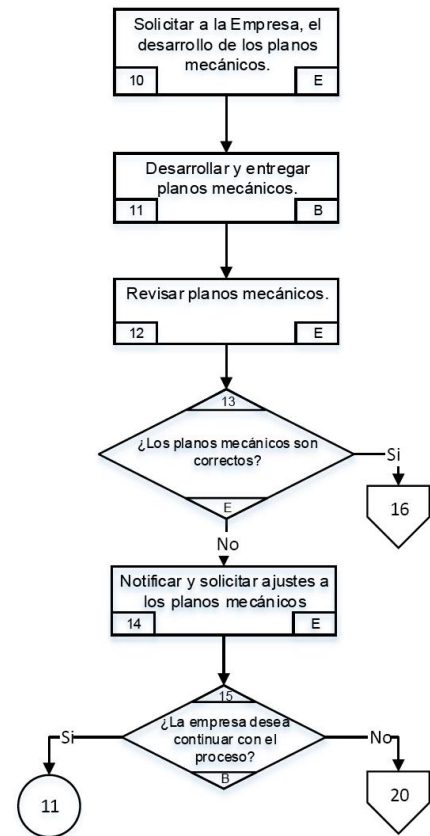 Solicitar a la Empresa, el
desarrollo de los planos
mecánicos.
10
E
Desarrollar y entregar
planos mecánicos.
11
B
Revisar planos mecánicos.
12
E
13
¿Los planos mecánicos son
correctos?
E
Si
16
No
Notificar y solicitar ajustes a
los planos mecánicos
14
E
15
¿La empresa desea
continuar con el
proceso?
B
Si
11
No
20